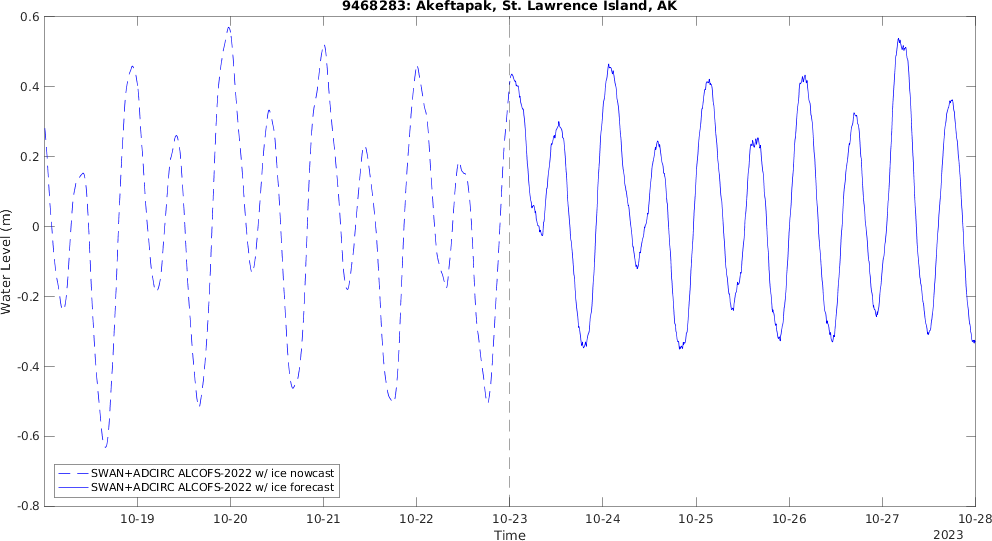 9468283: Akeftapak, St. Lawrence Island, AK
Water Level (m)
0.6
0.4
0.2
0
-0.2
-0.4
-0.6
-0.8
SWAN+ADCIRC ALCOFS-2022 w/ ice nowcast
SWAN+ADCIRC ALCOFS-2022 w/ ice forecast
10-19 10-20 10-21 10-22 10-23 10-24 10-25 10-26 10-27 10-28
Time
2023